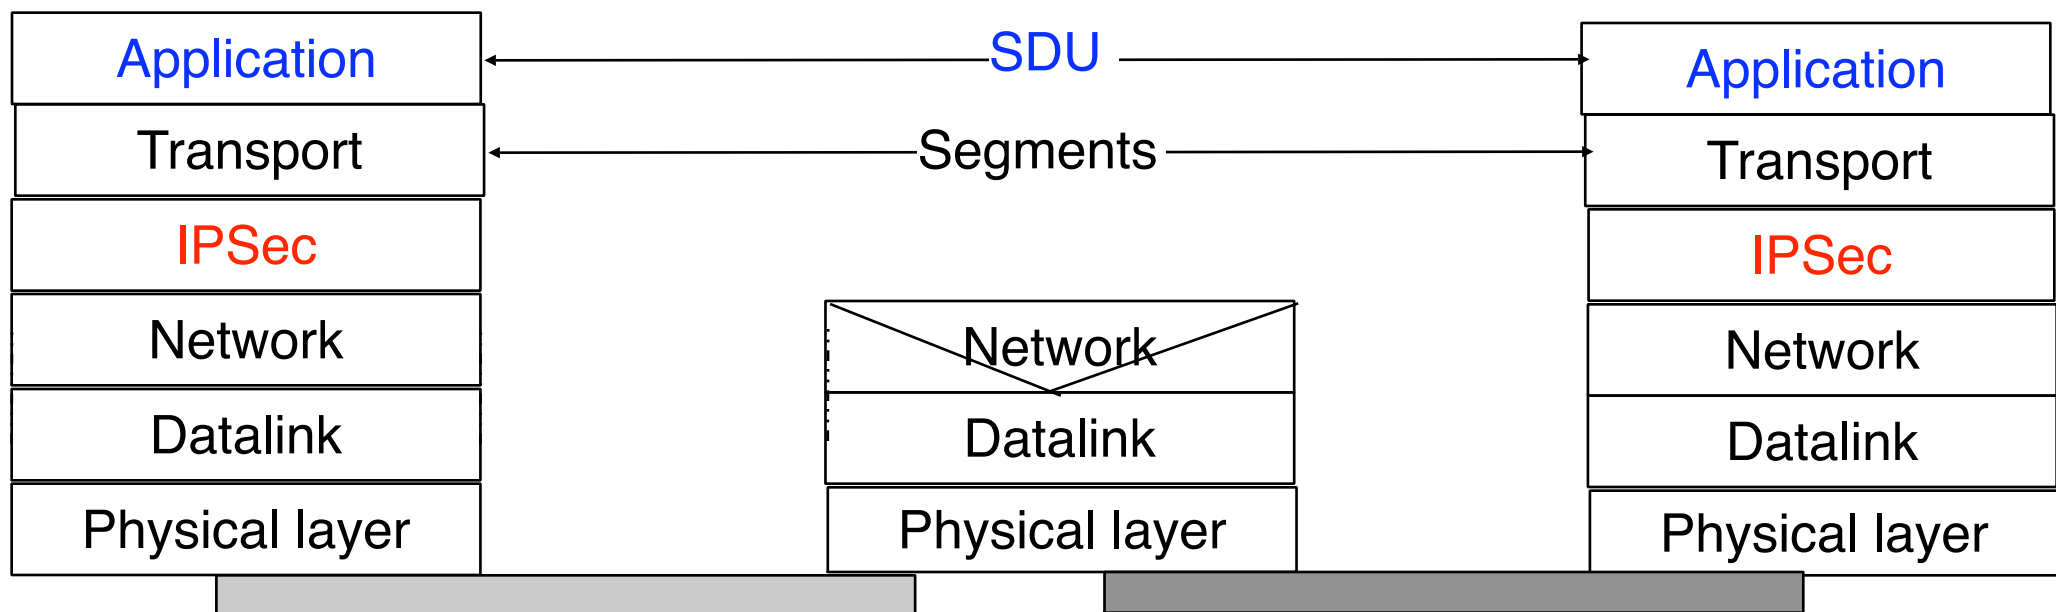 Application
SDU
Application
Transport
Segments
Transport
IPSec
IPSec
Network
Network
Network
Datalink
Datalink
Datalink
Physical layer
Physical layer
Physical layer